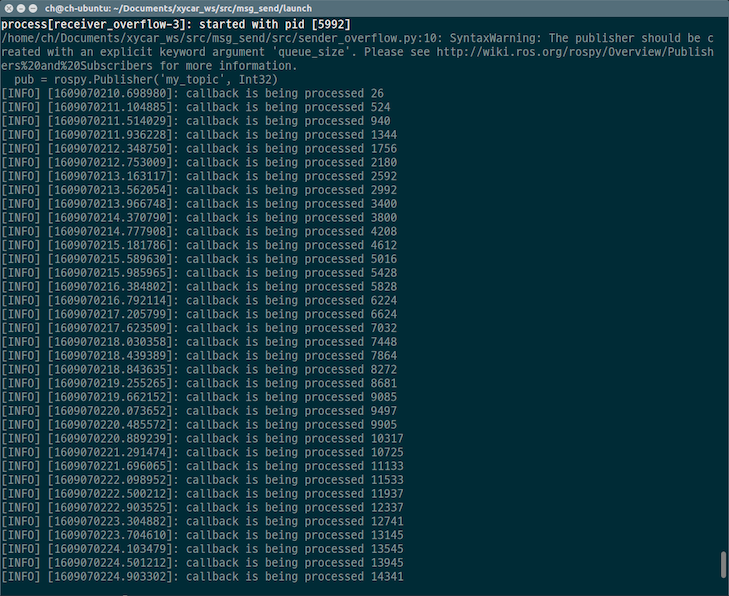 ch@ch-ubuntu: ~/Documents/xycar_ws/src/msg_send/launch
process[receiver_overflow-3]: started with pid [5992]
/home/ch/Documents/xycar_ws/src/msg_send/src/sender_overflow.py:10: SyntaxWarning: The publisher should be c
reated with an explicit keyword argument 'queue_size'. Please see http://wiki.ros.org/rospy/Overview/Publish
ers%20and%20Subscribers for more information.
  pub = rospy.Publisher('my_topic', Int32)
[INFO] [1609070210.698980]: callback is being processed 26
[INFO] [1609070211.104885]: callback is being processed 524
[INFO] [1609070211.514029]: callback is being processed 940
[INFO] [1609070211.936228]: callback is being processed 1344
[INFO] [1609070212.348750]: callback is being processed 1756
[INFO] [1609070212.753009]: callback is being processed 2180
[INFO] [1609070213.163117]: callback is being processed 2592
[INFO] [1609070213.562054]: callback is being processed 2992
[INFO] [1609070213.966748]: callback is being processed 3400
[INFO] [1609070214.370790]: callback is being processed 3800
[INFO] [1609070214.777908]: callback is being processed 4208
[INFO] [1609070215.181786]: callback is being processed 4612
[INFO] [1609070215.589630]: callback is being processed 5016
[INFO] [1609070215.985965]: callback is being processed 5428
[INFO] [1609070216.384802]: callback is being processed 5828
[INFO] [1609070216.792114]: callback is being processed 6224
[INFO] [1609070217.205799]: callback is being processed 6624
[INFO] [1609070217.623509]: callback is being processed 7032
[INFO] [1609070218.030358]: callback is being processed 7448
[INFO] [1609070218.439389]: callback is being processed 7864
[INFO] [1609070218.843635]: callback is being processed 8272
[INFO] [1609070219.255265]: callback is being processed 8681
[INFO] [1609070219.662152]: callback is being processed 9085
[INFO] [1609070220.073652]: callback is being processed 9497
[INFO] [1609070220.485572]: callback is being processed 9905
[INFO] [1609070220.889239]: callback is being processed 10317
[INFO] [1609070221.291474]: callback is being processed 10725
[INFO] [1609070221.696065]: callback is being processed 11133
[INFO] [1609070222.098952]: callback is being processed 11533
[INFO] [1609070222.500212]: callback is being processed 11937
[INFO] [1609070222.903525]: callback is being processed 12337
[INFO] [1609070223.304882]: callback is being processed 12741
[INFO] [1609070223.704610]: callback is being processed 13145
[INFO] [1609070224.103479]: callback is being processed 13545
[INFO] [1609070224.501212]: callback is being processed 13945
[INFO] [1609070224.903302]: callback is being processed 14341